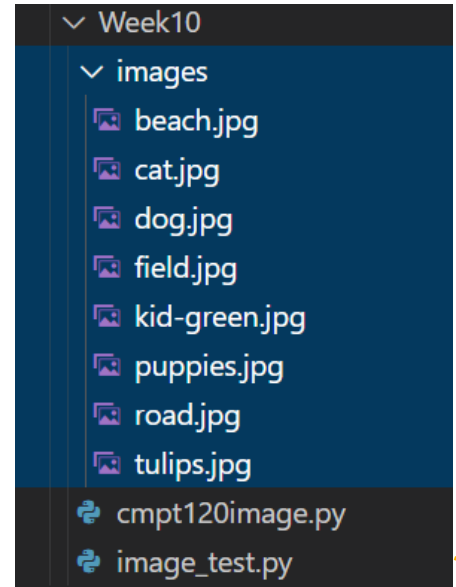 Week10
images
beach.jpg
cat.jpg
dog.jpg
field.jpg
kid-green.jpg
puppies.jpg
road.jpg
tulips.jpg
cmpt120image.py
image_test.py